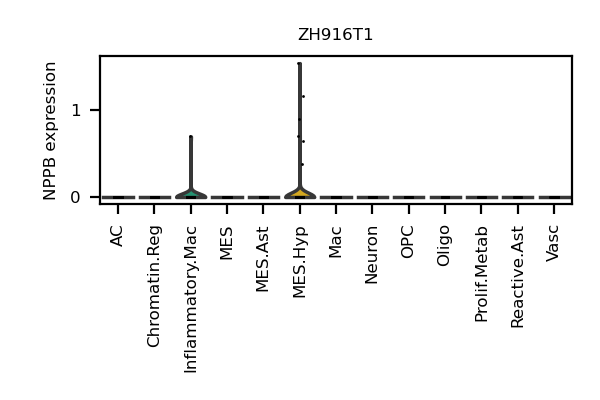 ZH916T1
NPPB expression
1
0
AC
Chromatin.Reg
Inflammatory.Mac
MES
MES.Ast
MES.Hyp
Mac
Neuron
OPC
Oligo
Prolif.Metab
Reactive.Ast
Vasc